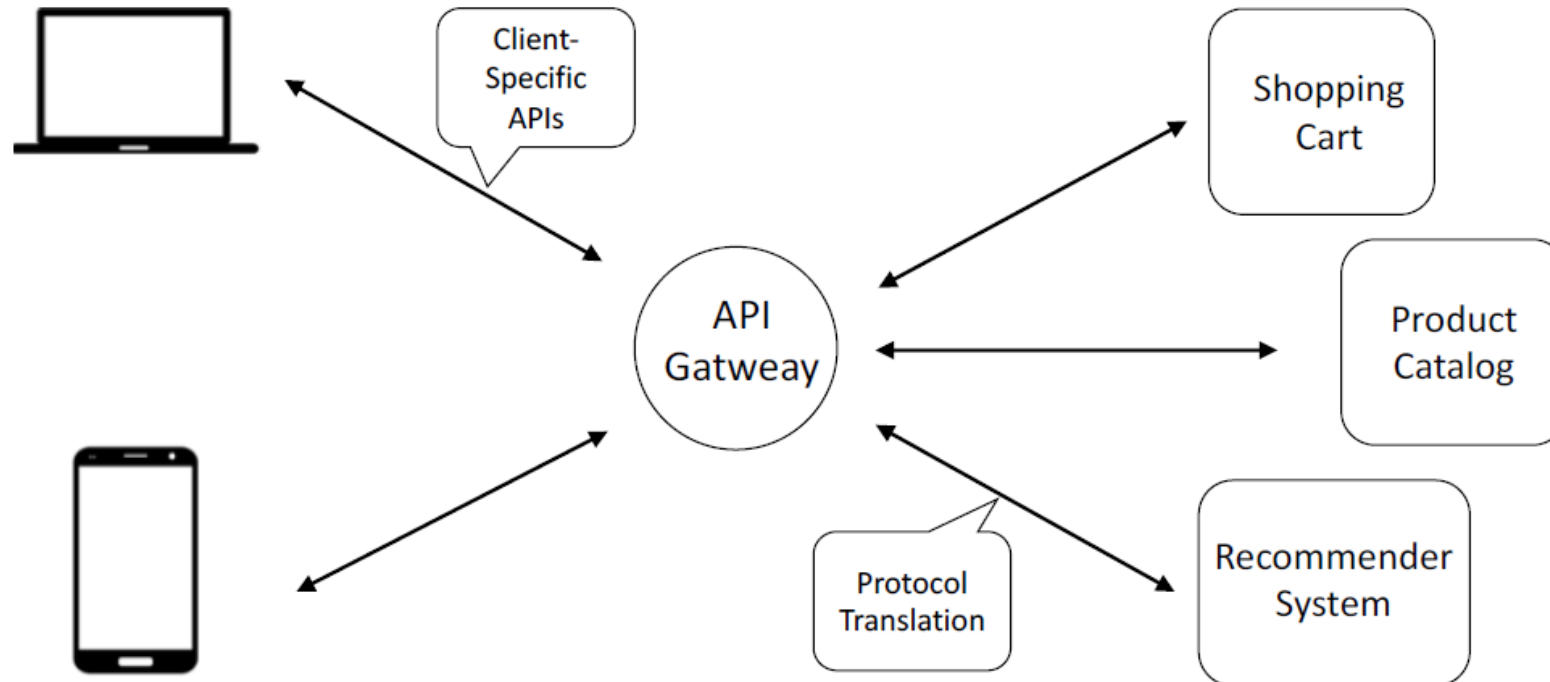 Client-
Specific
APIs
Shopping
Cart
API
Gatweay
Product
Catalog
Protocol
Translation
Recommender
System